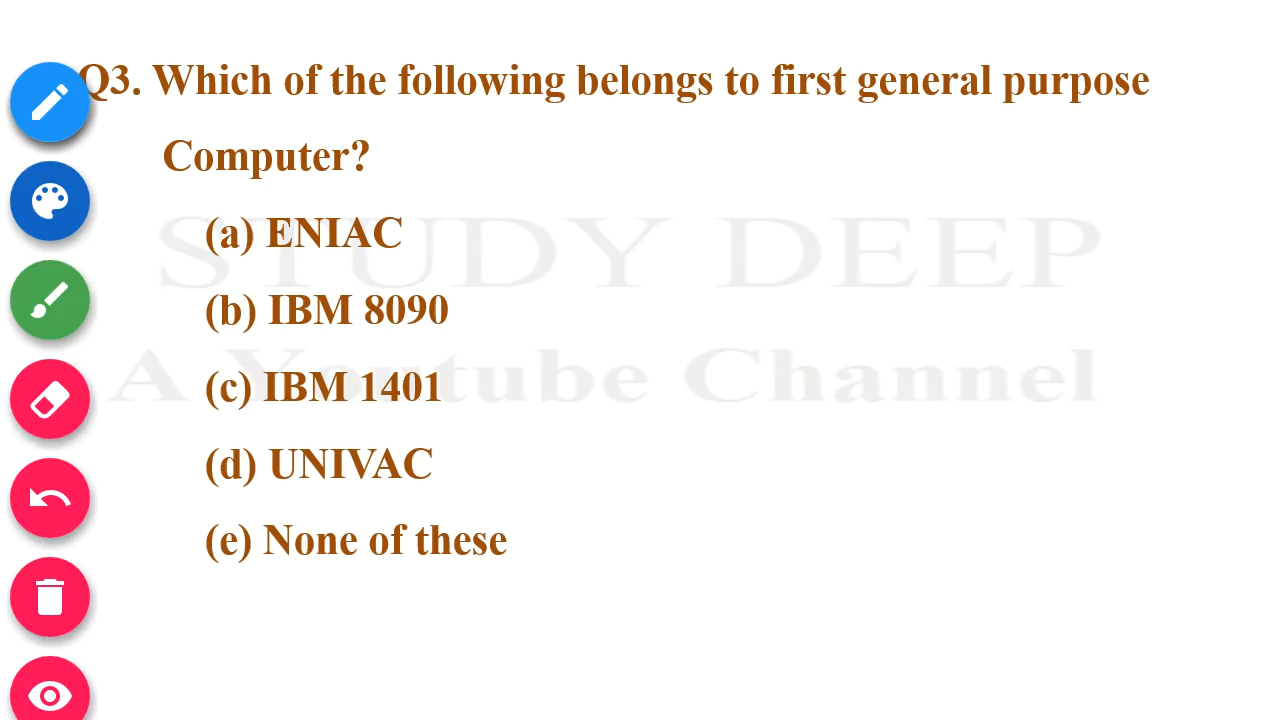 Q3. Which of the following belongs to first general purpose
Computer?
STUDY DEEP
(a) ENIAC
(b) IBM 8090
A Youtube Channel
(c) IBM 1401
(d) UNIVAC
(e) None of these